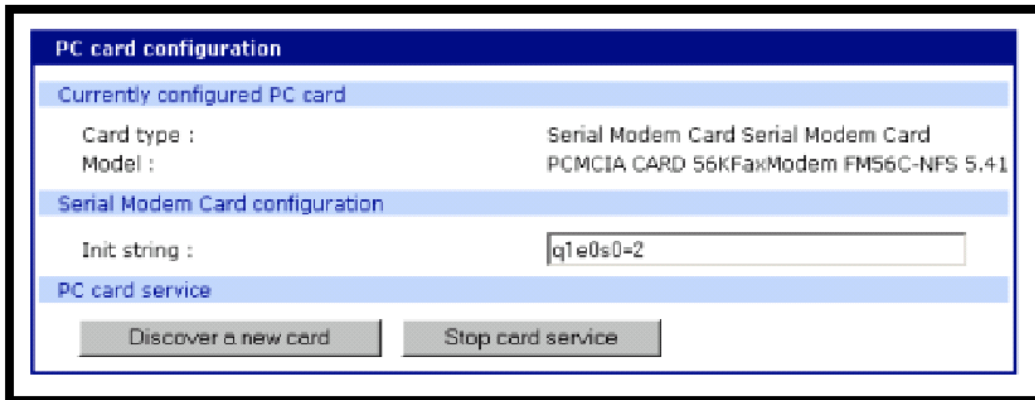 PC card configuration
Currently configured PC card
Card type : Serial Modem Card Serial Modem Card
Model : PCMCIA CARD 56KFaxModem FM56C-NFS 5.41
Serial Modem Card configuration
Init string : q1e0s0=2
PC card service
Discover a new card Stop card service